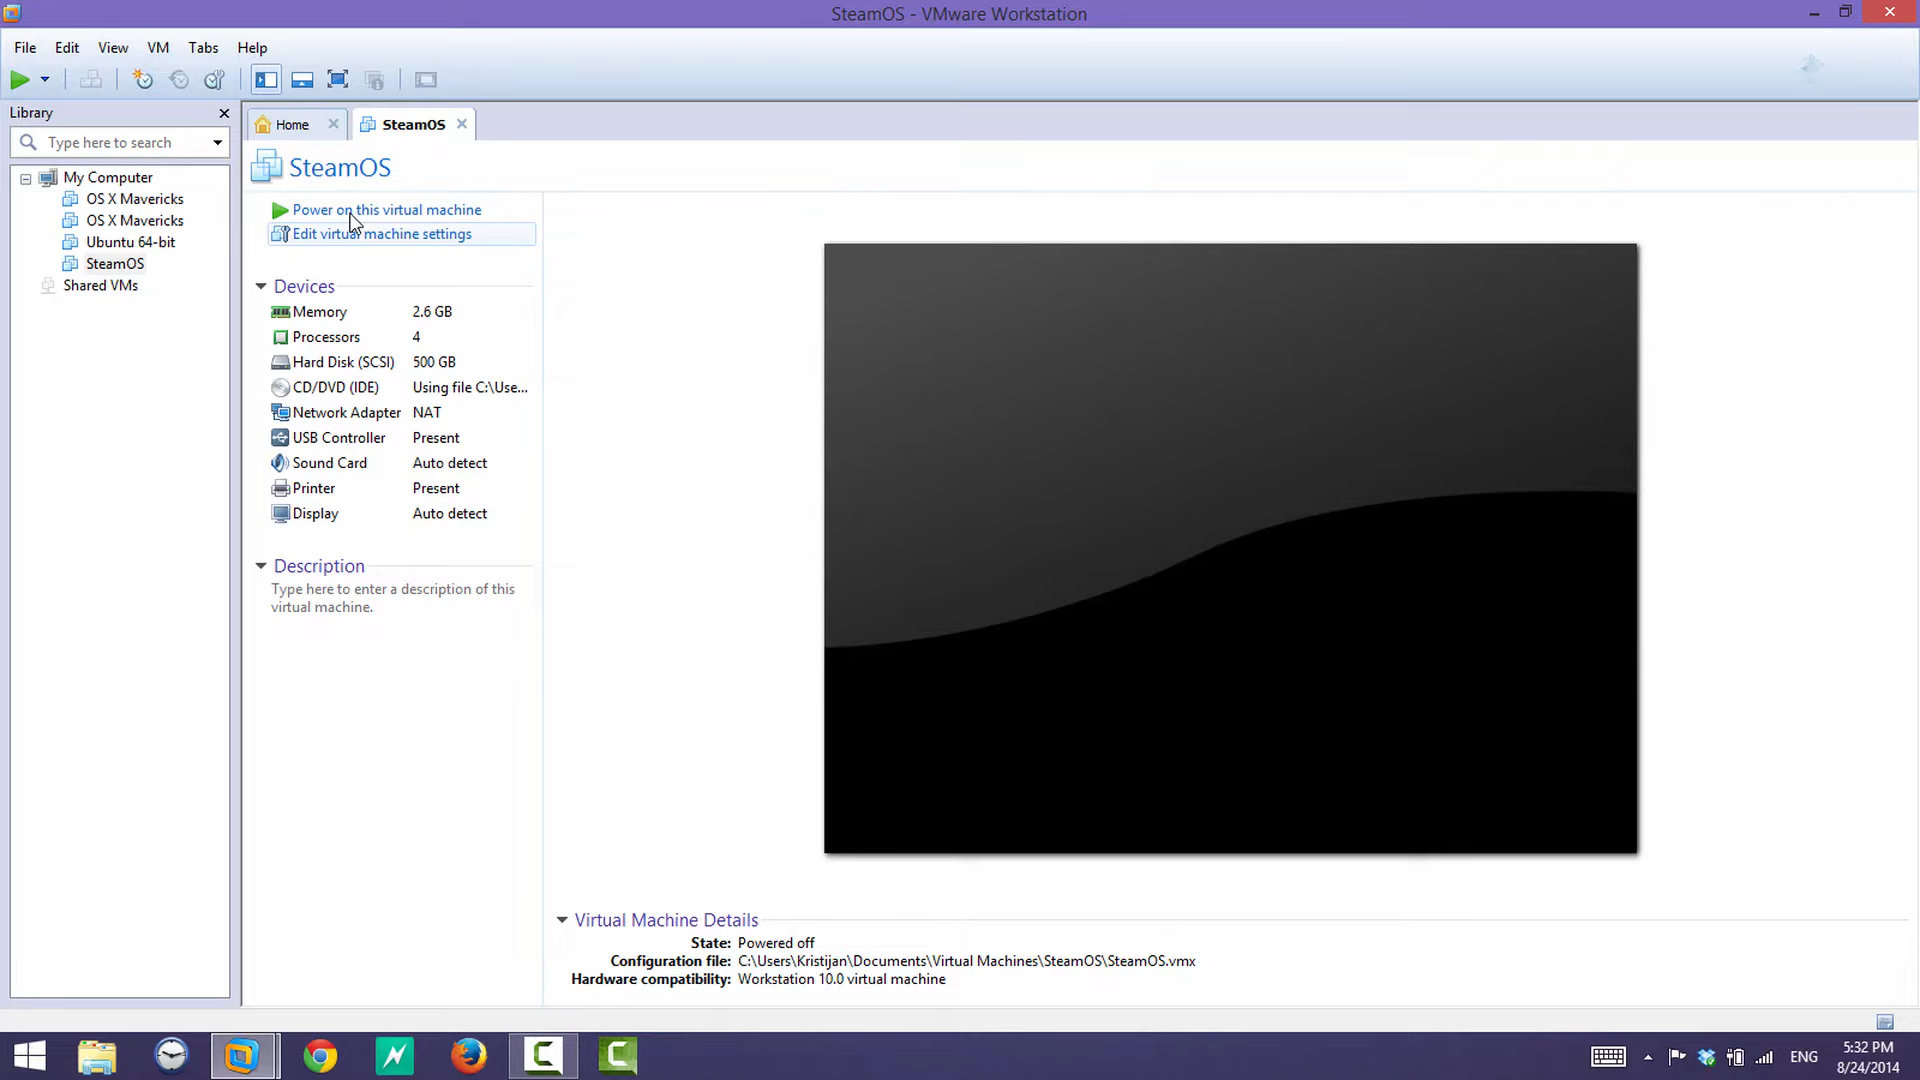 SteamOS - VMware Workstation
File Edit View VM Tabs Help
Library
Type here to search
My Computer
OS X Mavericks
OS X Mavericks
Ubuntu 64-bit
SteamOS
Shared VMs
Home
SteamOS
SteamOS
Power on this virtual machine
Edit virtual machine settings
Devices
Memory 2.6 GB
Processors 4
Hard Disk (SCSI) 500 GB
CD/DVD (IDE) Using file C:\Use...
Network Adapter NAT
USB Controller Present
Sound Card Auto detect
Printer Present
Display Auto detect
Description
Type here to enter a description of this
virtual machine.
Virtual Machine Details
State: Powered off
Configuration file: C:\Users\Kristijan\Documents\Virtual Machines\SteamOS\SteamOS.vmx
Hardware compatibility: Workstation 10.0 virtual machine
ENG
5:32 PM
8/24/2014